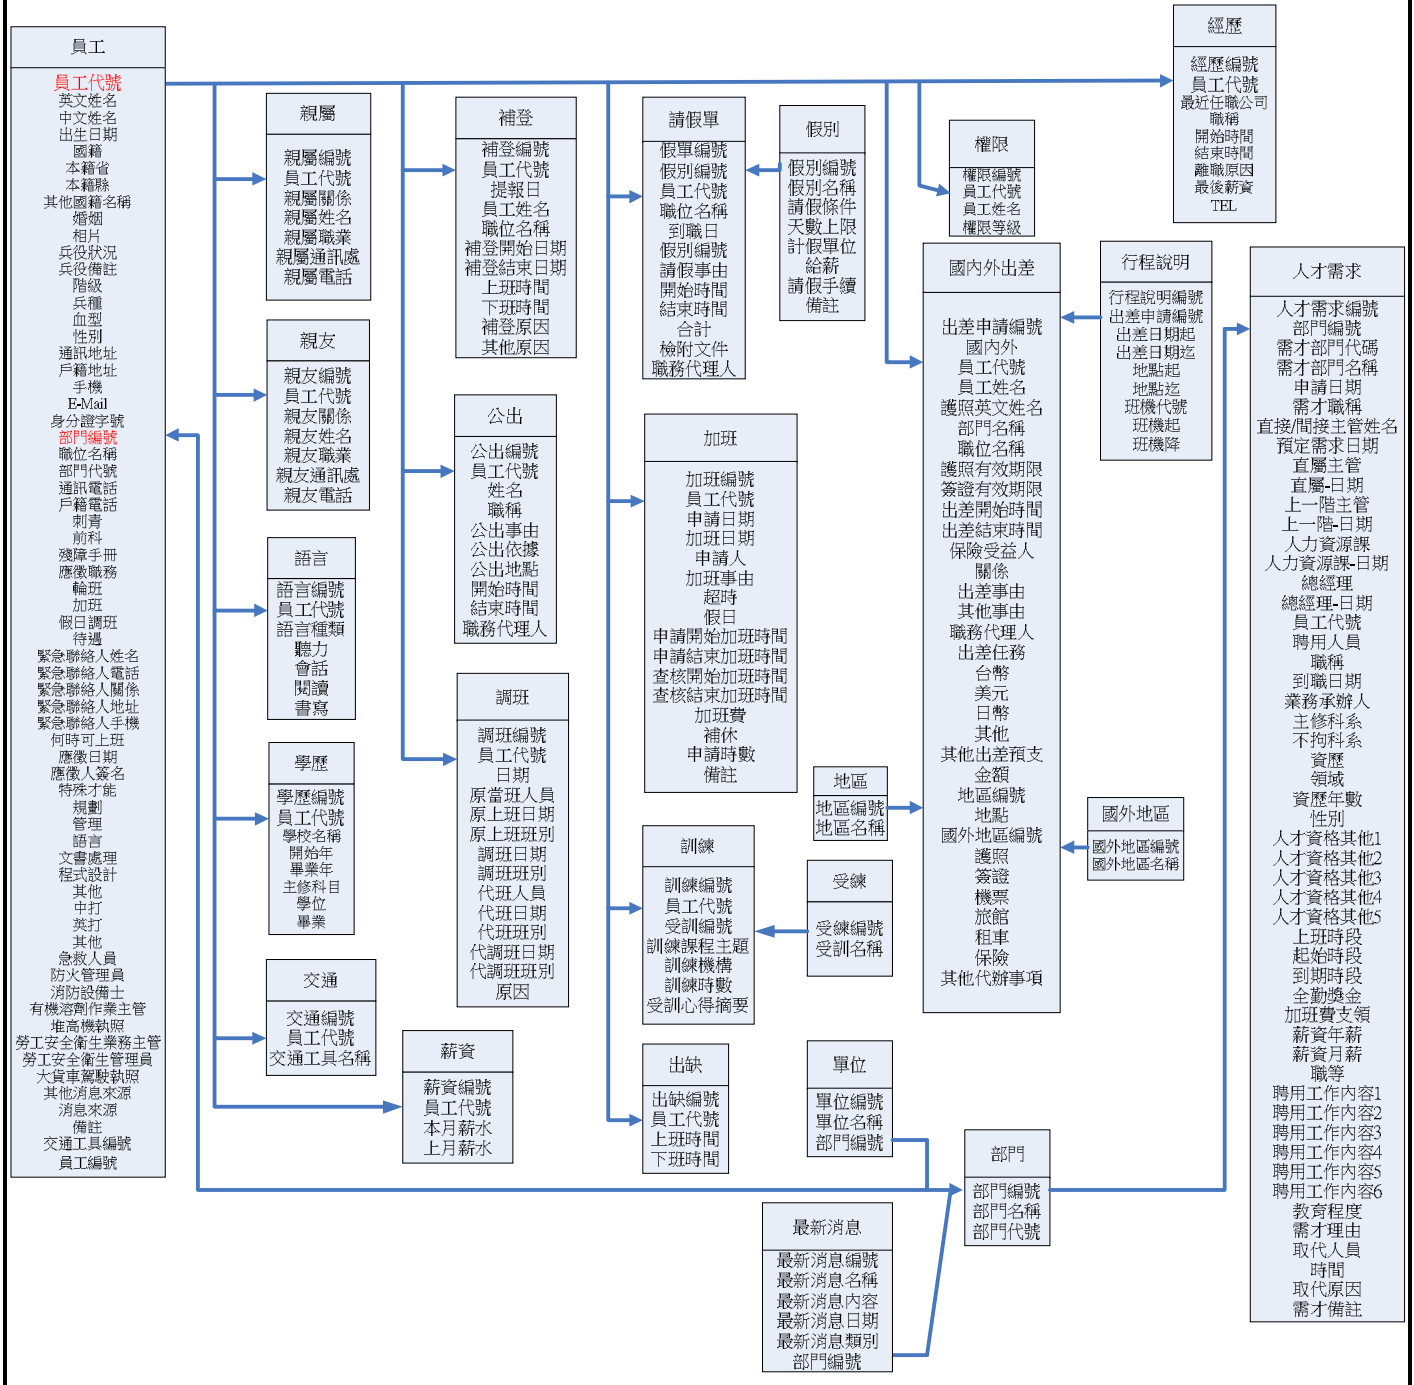 員工
員工代號
英文姓名
中文姓名
出生日期
國籍
本籍省
本籍縣
其他國籍名稱
婚姻
相片
兵役狀況
兵役備註
階級
兵種
血型
性別
通訊地址
戶籍地址
手機
E-Mail
身分證字號
部門編號
職位名稱
部門代號
通訊電話
戶籍電話
刺青
前科
殘障手冊
應徵職務
輪班
加班
假日調班
待遇
緊急聯絡人姓名
緊急聯絡人電話
緊急聯絡人關係
緊急聯絡人地址
緊急聯絡人手機
何時可上班
應徵日期
應徵人簽名
特殊才能
規劃
管理
語言
文書處理
程式設計
其他
中打
英打
其他
急救人員
防火管理員
消防設備士
有機溶劑作業主管
堆高機執照
勞工安全衛生業務主管
勞工安全衛生管理員
大貨車駕駛執照
其他消息來源
消息來源
備註
交通工具編號
員工編號
親屬
親屬編號
員工代號
親屬關係
親屬姓名
親屬職業
親屬通訊處
親屬電話
親友
親友編號
員工代號
親友關係
親友姓名
親友職業
親友通訊處
親友電話
語言
語言編號
員工代號
語言種類
聽力
會話
閱讀
書寫
學歷
學歷編號
員工代號
學校名稱
開始年
畢業年
主修科目
學位
畢業
交通
交通編號
員工代號
交通工具名稱
補登
補登編號
員工代號
提報日
員工姓名
職位名稱
補登開始日期
補登結束日期
上班時間
下班時間
補登原因
其他原因
公出
公出編號
員工代號
姓名
職稱
公出事由
公出依據
公出地點
開始時間
結束時間
職務代理人
調班
調班編號
員工代號
日期
原當班人員
原上班日期
原上班班別
調班日期
調班班別
代班人員
代班日期
代班班別
代調班日期
代調班班別
原因
薪資
薪資編號
員工代號
本月薪水
上月薪水
請假單
假單編號
假別編號
員工代號
職位名稱
到職日
假別編號
請假事由
開始時間
結束時間
合計
檢附文件
職務代理人
加班
加班編號
員工代號
申請日期
加班日期
申請人
加班事由
超時
假日
申請開始加班時間
申請結束加班時間
查核開始加班時間
查核結束加班時間
加班費
補休
申請時數
備註
訓練
訓練編號
員工代號
受訓編號
訓練課程主題
訓練機構
訓練時數
受訓心得摘要
出缺
出缺編號
員工代號
上班時間
下班時間
假別
假別編號
假別名稱
請假條件
天數上限
計假單位
給薪
請假手續
備註
地區
地區編號
地區名稱
受練
受練編號
受訓名稱
單位
單位編號
單位名稱
部門編號
最新消息
最新消息編號
最新消息名稱
最新消息內容
最新消息日期
最新消息類別
部門編號
權限
權限編號
員工代號
員工姓名
權限等級
國內外出差
出差申請編號
國內外
員工代號
員工姓名
護照英文姓名
部門名稱
職位名稱
護照有效期限
簽證有效期限
出差開始時間
出差結束時間
保險受益人
關係
出差事由
其他事由
職務代理人
出差任務
台幣
美元
日幣
其他
其他出差預支
金額
地區編號
地點
國外地區編號
護照
簽證
機票
旅館
租車
保險
其他代辦事項
部門
部門編號
部門名稱
部門代號
經歷
經歷編號
員工代號
最近任職公司
職稱
開始時間
結束時間
離職原因
最後薪資
TEL
行程說明
行程說明編號
出差申請編號
出差日期起
出差日期迄
地點起
地點迄
班機代號
班機起
班機降
國外地區
國外地區編號
國外地區名稱
人才需求
人才需求編號
部門編號
需才部門代碼
需才部門名稱
申請日期
需才職稱
直接/間接主管姓名
預定需求日期
直屬主管
直屬-日期
上一階主管
上一階-日期
人力資源課
人力資源課-日期
總經理
總經理-日期
員工代號
聘用人員
職稱
到職日期
業務承辦人
主修科系
不拘科系
資歷
領域
資歷年數
性別
人才資格其他1
人才資格其他2
人才資格其他3
人才資格其他4
人才資格其他5
上班時段
起始時段
到期時段
全勤獎金
加班費支領
薪資年薪
薪資月薪
職等
聘用工作內容1
聘用工作內容2
聘用工作內容3
聘用工作內容4
聘用工作內容5
聘用工作內容6
教育程度
需才理由
取代人員
時間
取代原因
需才備註